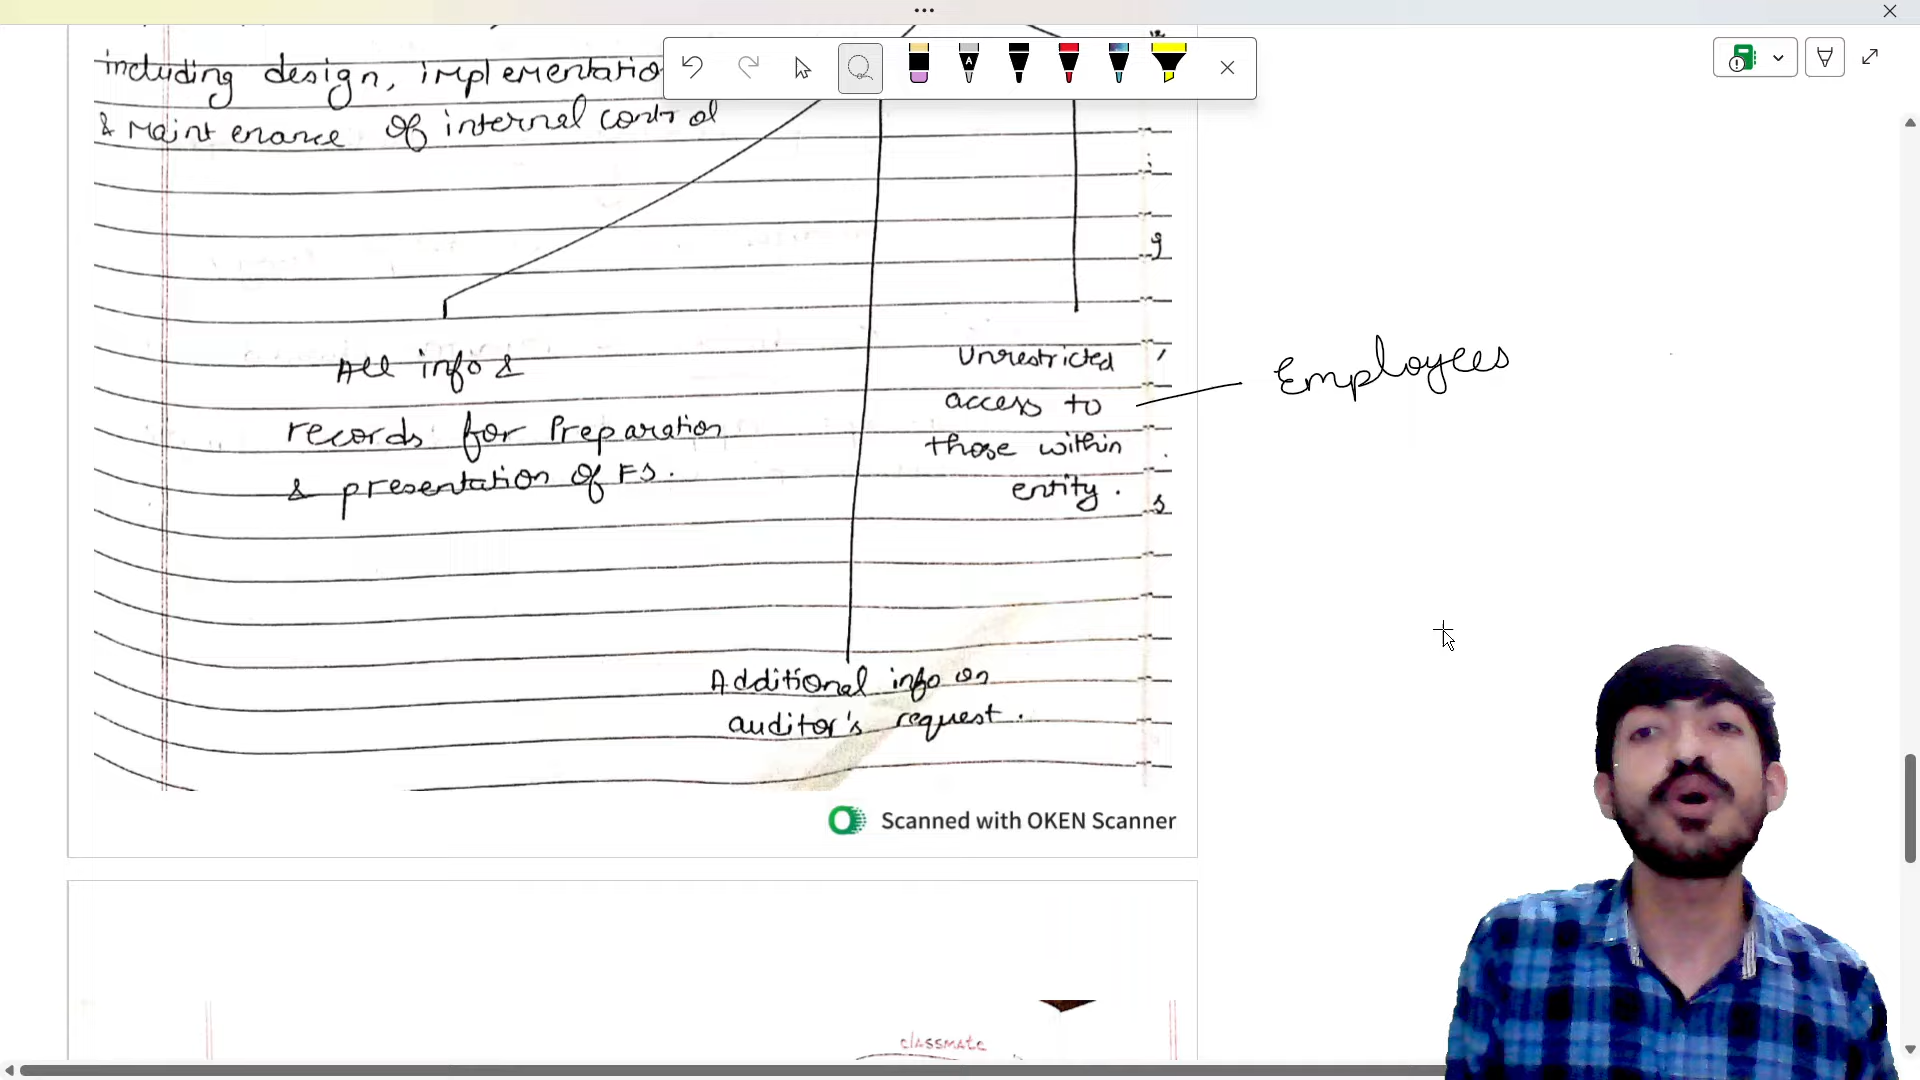 including design, implementatio
& Maintenance of internal control
All info &
records for Preparation
& presentation of FS.
Unrestricted
access to
those within
entity.
Employees
Additional info on
auditor's request.
Scanned with OKEN Scanner
classmate